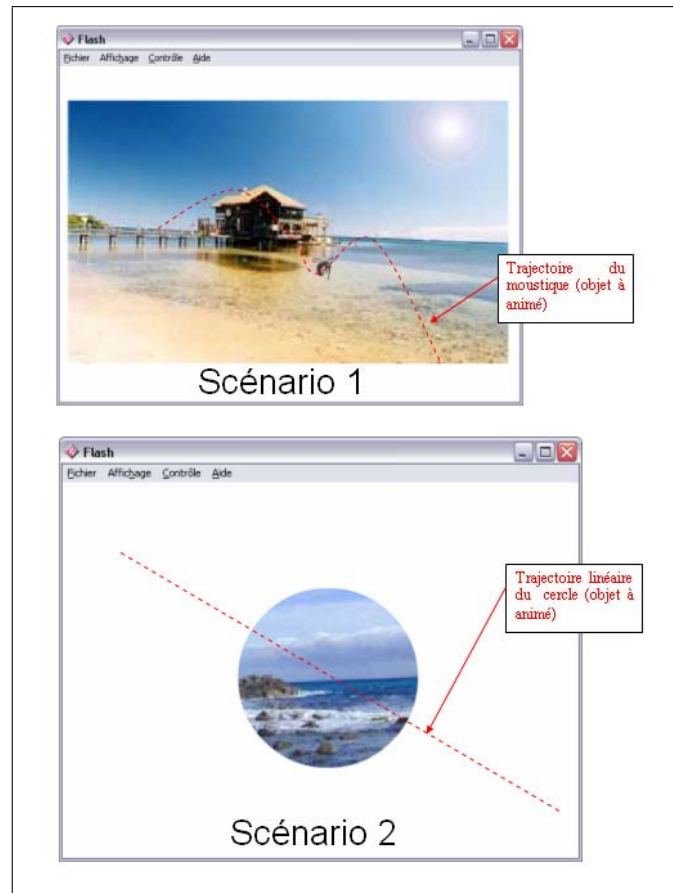 Flash
Fichier Affichage Contrôle Aide
Trajectoire du
moustique (objet à
animé)
Scénario 1
Flash
Fichier Affichage Contrôle Aide
Trajectoire linéaire
du cercle (objet à
animé)
Scénario 2